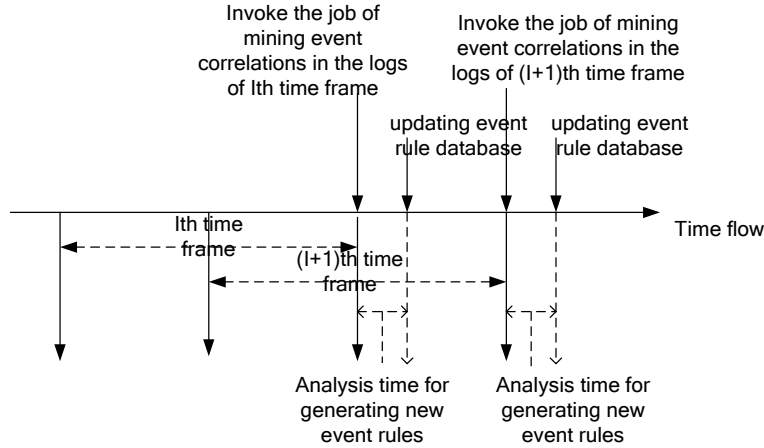 Invoke the job of
mining event
correlations in the logs
of Ith time frame
Invoke the job of mining
event correlations in the
logs of (I+1)th time frame
updating event
rule database
updating event
rule database
Time flow
Ith time
frame
(I+1)th time
frame
Analysis time for
generating new
event rules
Analysis time for
generating new
event rules